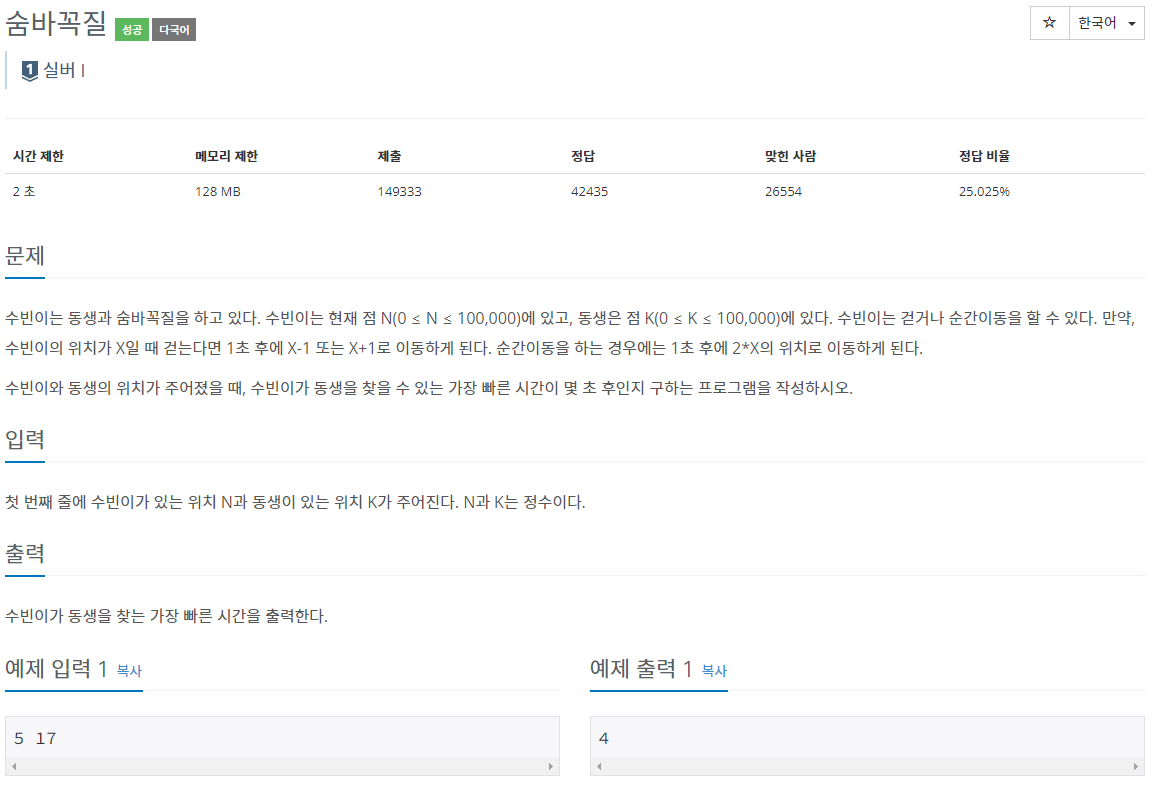 숨바꼭질 성공 다국어
☆ 한국어
1 실버 I
시간 제한 메모리 제한 제출 정답 맞힌 사람 정답 비율
2 초 128 MB 149333 42435 26554 25.025%
문제
수빈이는 동생과 숨바꼭질을 하고 있다. 수빈이는 현재 점 N(0 ≤ N ≤ 100,000)에 있고, 동생은 점 K(0 ≤ K ≤ 100,000)에 있다. 수빈이는 걷거나 순간이동을 할 수 있다. 만약,
수빈이의 위치가 X일 때 걷는다면 1초 후에 X-1 또는 X+1로 이동하게 된다. 순간이동을 하는 경우에는 1초 후에 2*X의 위치로 이동하게 된다.
수빈이와 동생의 위치가 주어졌을 때, 수빈이가 동생을 찾을 수 있는 가장 빠른 시간이 몇 초 후인지 구하는 프로그램을 작성하시오.
입력
첫 번째 줄에 수빈이가 있는 위치 N과 동생이 있는 위치 K가 주어진다. N과 K는 정수이다.
출력
수빈이가 동생을 찾는 가장 빠른 시간을 출력한다.
예제 입력 1 복사
5 17
예제 출력 1 복사
4